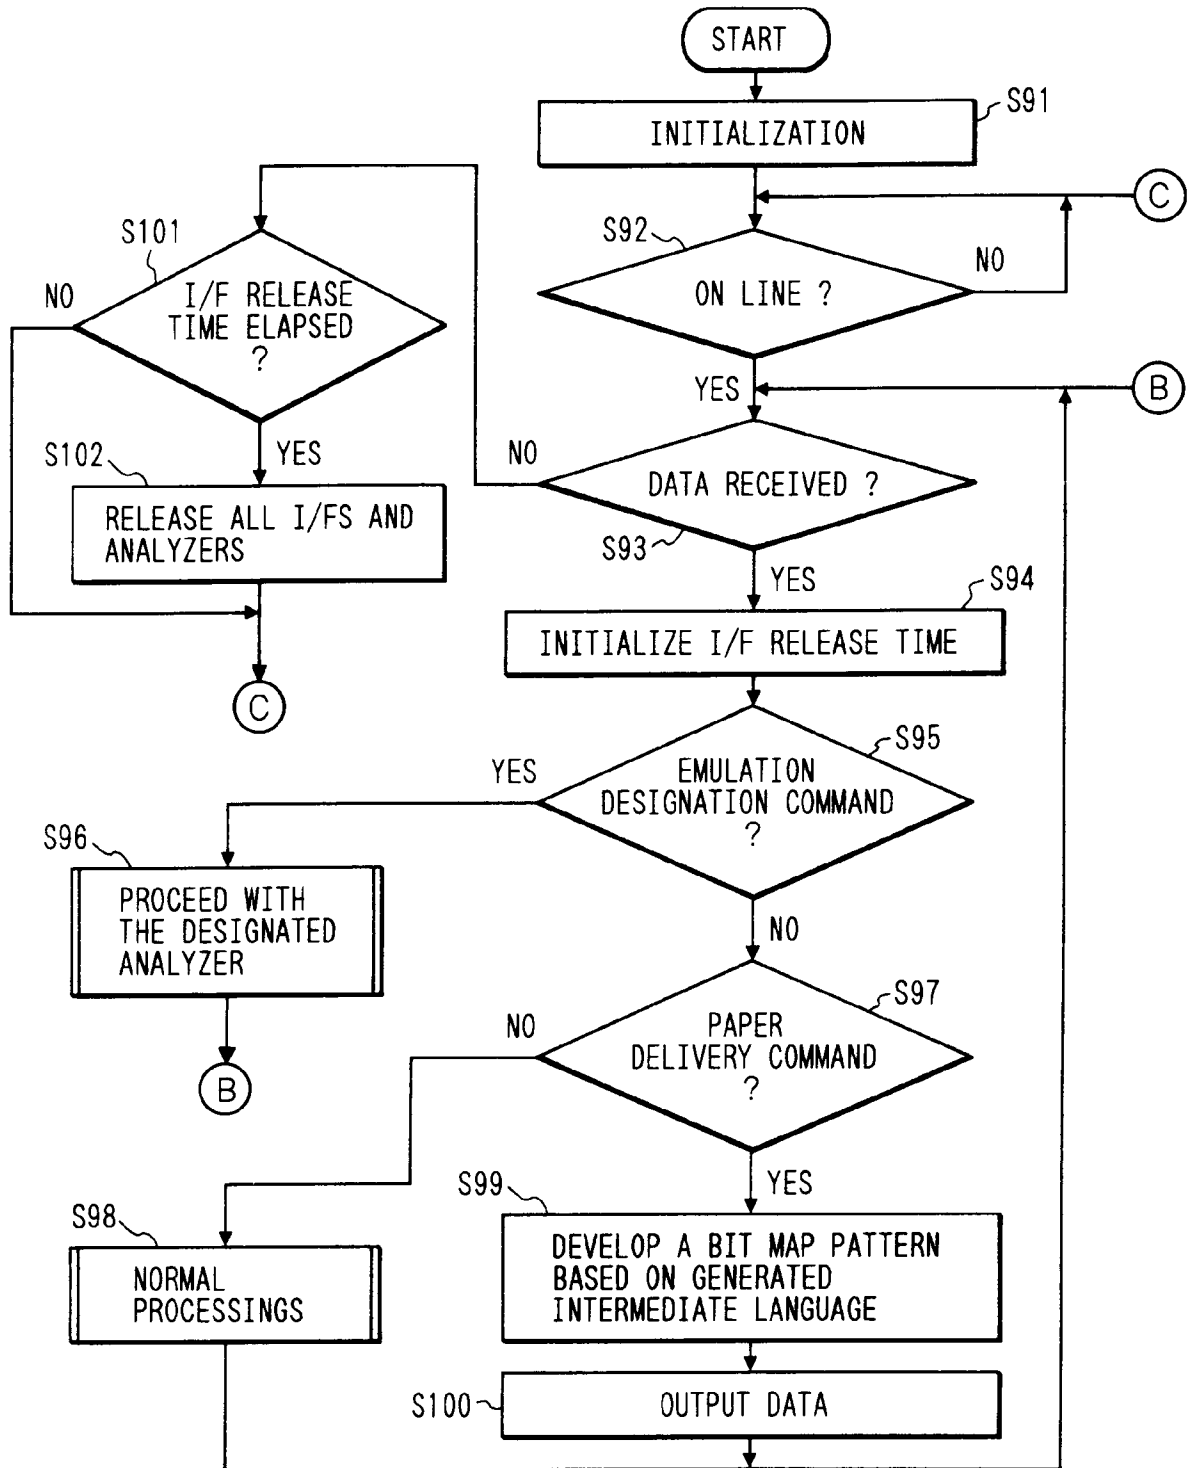 START
S91
INITIALIZATION
C
S92
ON LINE ?
NO
S101
NO
I/F RELEASE
TIME ELAPSED
?
YES
B
S102
YES
NO
DATA RECEIVED ?
S93
RELEASE ALL I/FS AND
ANALYZERS
YES
S94
INITIALIZE I/F RELEASE TIME
C
S95
YES
EMULATION
DESIGNATION COMMAND
?
S96
PROCEED WITH
THE DESIGNATED
ANALYZER
NO
S97
NO
PAPER
DELIVERY COMMAND
?
B
YES
S99
S98
DEVELOP A BIT MAP PATTERN
BASED ON GENERATED
INTERMEDIATE LANGUAGE
NORMAL
PROCESSINGS
S100
OUTPUT DATA